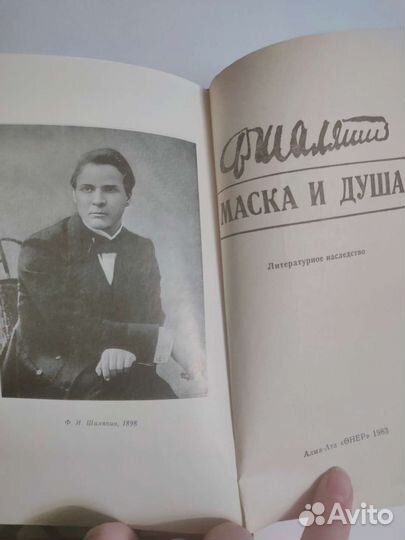 Ф. И. Шаляпин, 1898
Ф Шаляпин
МАСКА И ДУША
Литературное наследство
Алма-Ата «ӨНЕР» 1983
Avito